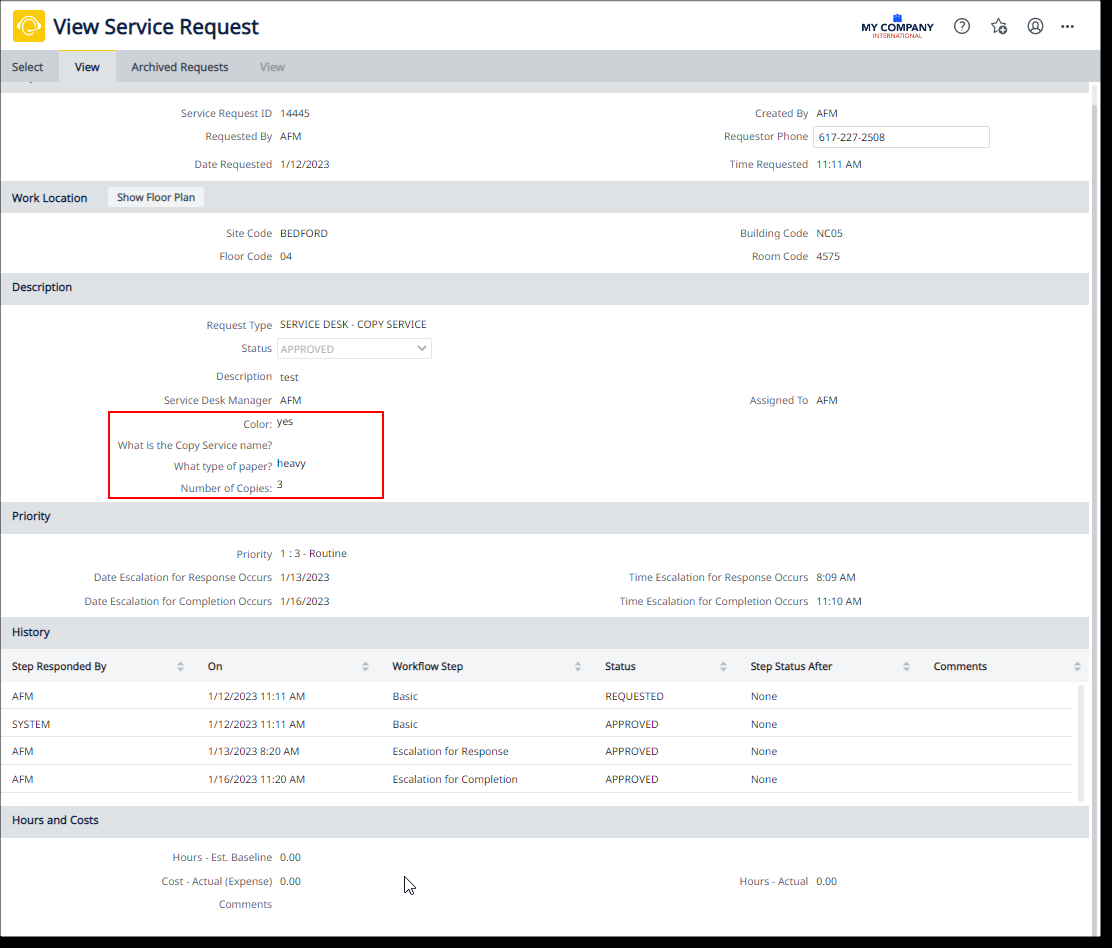 View Service Request
MY COMPANY
INTERNATIONAL
Select View Archived Requests View
Service Request ID 14445 Created By AFM
Requested By AFM Requestor Phone 617-227-2508
Date Requested 1/12/2023 Time Requested 11:11 AM
Work Location Show Floor Plan
Site Code BEDFORD Building Code NC05
Floor Code 04 Room Code 4575
Description
Request Type SERVICE DESK - COPY SERVICE
Status APPROVED
Description test
Service Desk Manager AFM Assigned To AFM
Color: yes
What is the Copy Service name?
What type of paper? heavy
Number of Copies: 3
Priority
Priority 1 : 3 - Routine
Date Escalation for Response Occurs 1/13/2023 Time Escalation for Response Occurs 8:09 AM
Date Escalation for Completion Occurs 1/16/2023 Time Escalation for Completion Occurs 11:10 AM
History
Step Responded By On Workflow Step Status Step Status After Comments
AFM 1/12/2023 11:11 AM Basic REQUESTED None
SYSTEM 1/12/2023 11:11 AM Basic APPROVED None
AFM 1/13/2023 8:20 AM Escalation for Response APPROVED None
AFM 1/16/2023 11:20 AM Escalation for Completion APPROVED None
Hours and Costs
Hours - Est. Baseline 0.00
Cost - Actual (Expense) 0.00 Hours - Actual 0.00
Comments